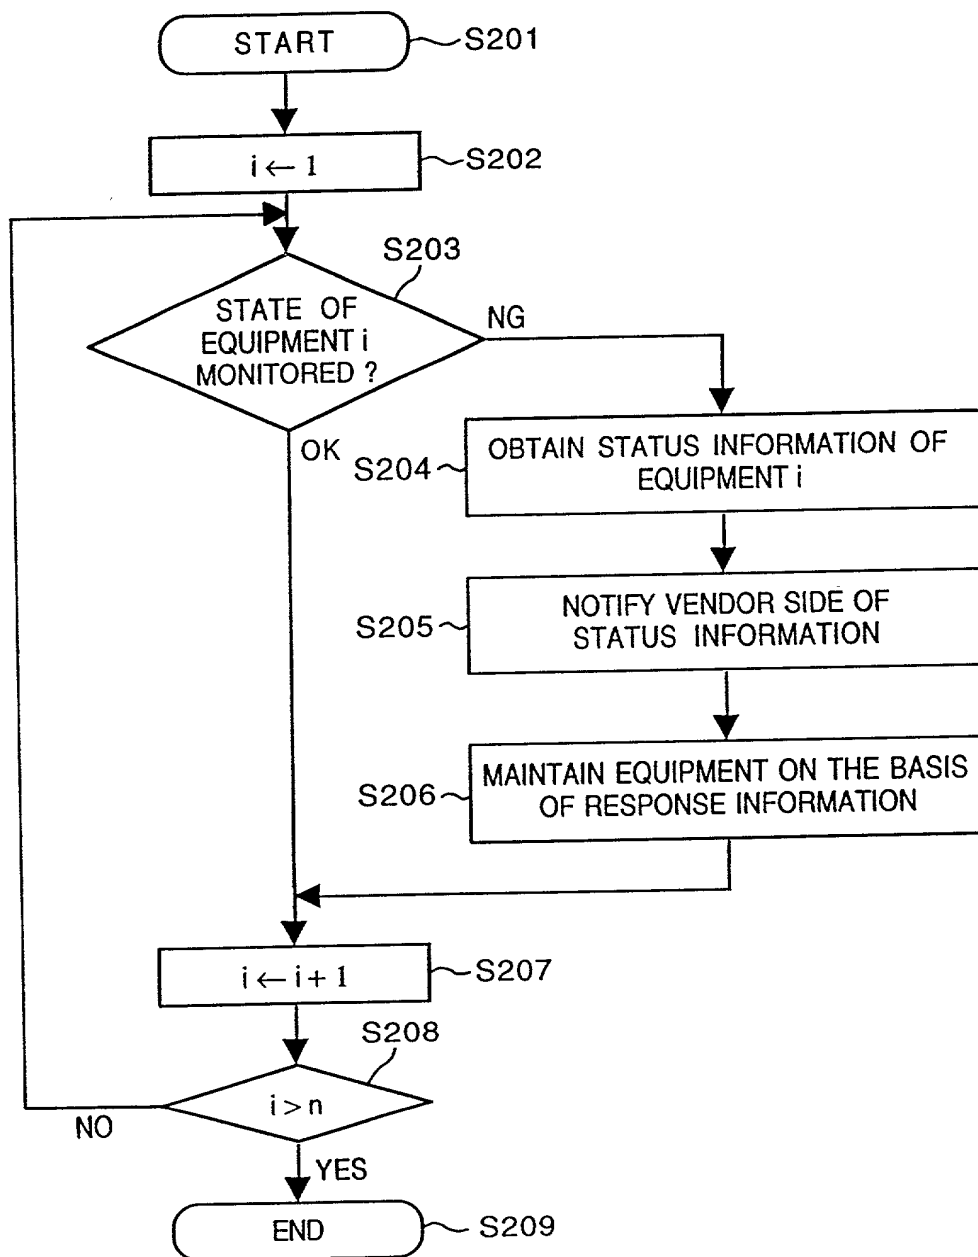 START
S201
i ← 1
S202
S203
STATE OF
EQUIPMENT i
MONITORED ?
NG
OK
S204
OBTAIN STATUS INFORMATION OF
EQUIPMENT i
S205
NOTIFY VENDOR SIDE OF
STATUS INFORMATION
S206
MAINTAIN EQUIPMENT ON THE BASIS
OF RESPONSE INFORMATION
i ← i + 1
S207
S208
i > n
NO
YES
END
S209